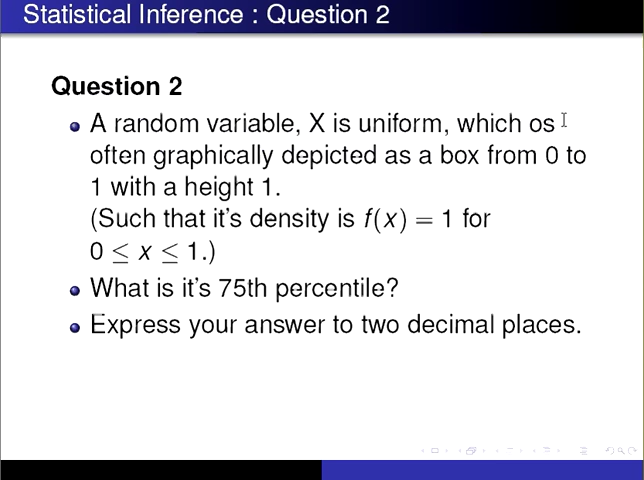 Statistical Inference : Question 2
Question 2
A random variable, X is uniform, which os
often graphically depicted as a box from 0 to
1 with a height 1.
(Such that it's density is f(x) = 1 for
0 ≤ x ≤ 1.)
What is it's 75th percentile?
Express your answer to two decimal places.